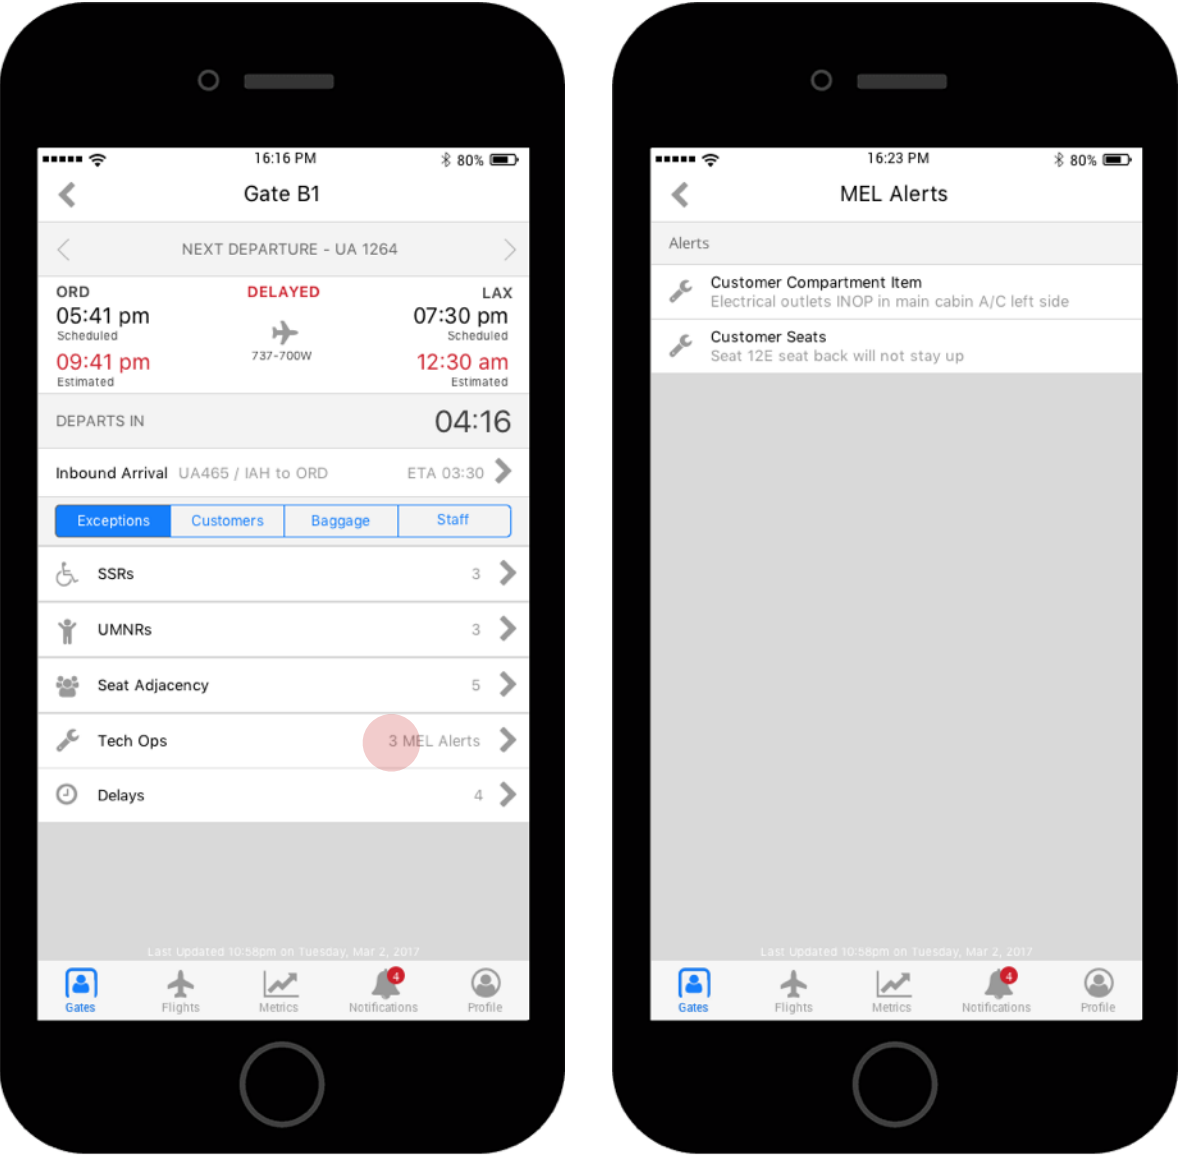 16:16 PM
80%
Gate B1
NEXT DEPARTURE - UA 1264
ORD
DELAYED
LAX
05:41 pm
07:30 pm
Scheduled
Scheduled
737-700W
09:41 pm
12:30 am
Estimated
Estimated
DEPARTS IN
04:16
Inbound Arrival UA465 / IAH to ORD ETA 03:30
Exceptions
Customers
Baggage
Staff
SSRs
3
UMNRs
3
Seat Adjacency
5
Tech Ops
3 MEL Alerts
Delays
4
Last Updated 10:58pm on Tuesday, Mar 2, 2017
4
Gates
Flights
Metrics
Notifications
Profile
16:23 PM
80%
MEL Alerts
Alerts
Customer Compartment Item
Electrical outlets INOP in main cabin A/C left side
Customer Seats
Seat 12E seat back will not stay up
Last Updated 10:58pm on Tuesday, Mar 2, 2017
4
Gates
Flights
Metrics
Notifications
Profile